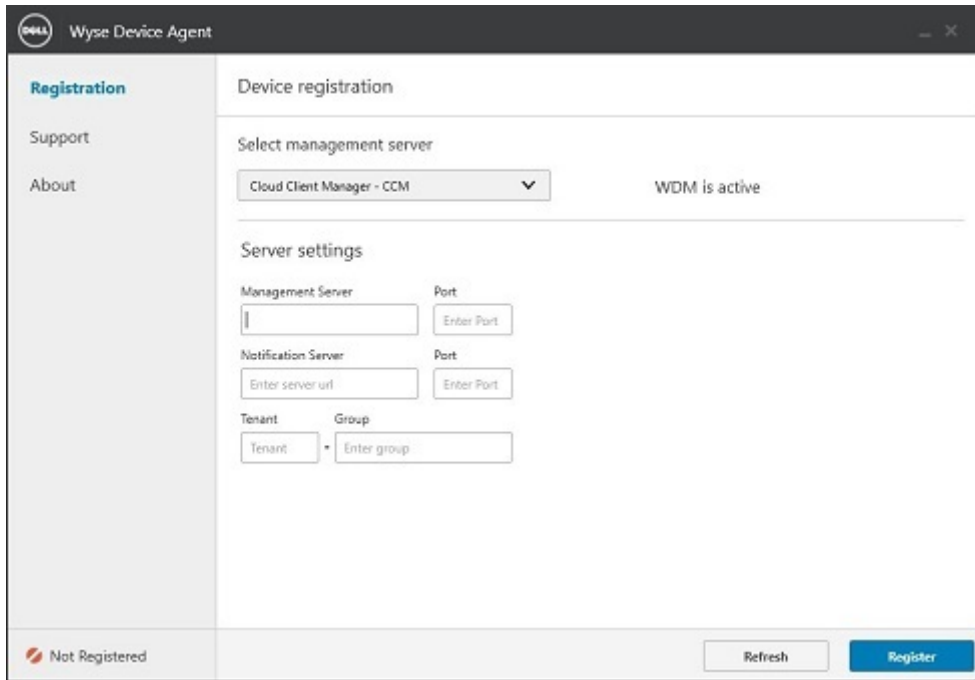 DELL
Wyse Device Agent
Registration
Support
About
Device registration
Select management server
Cloud Client Manager - CCM
WDM is active
Server settings
Management Server Port
Enter Port
Notification Server Port
Enter server url Enter Port
Tenant Group
Tenant - Enter group
Not Registered
Refresh Register